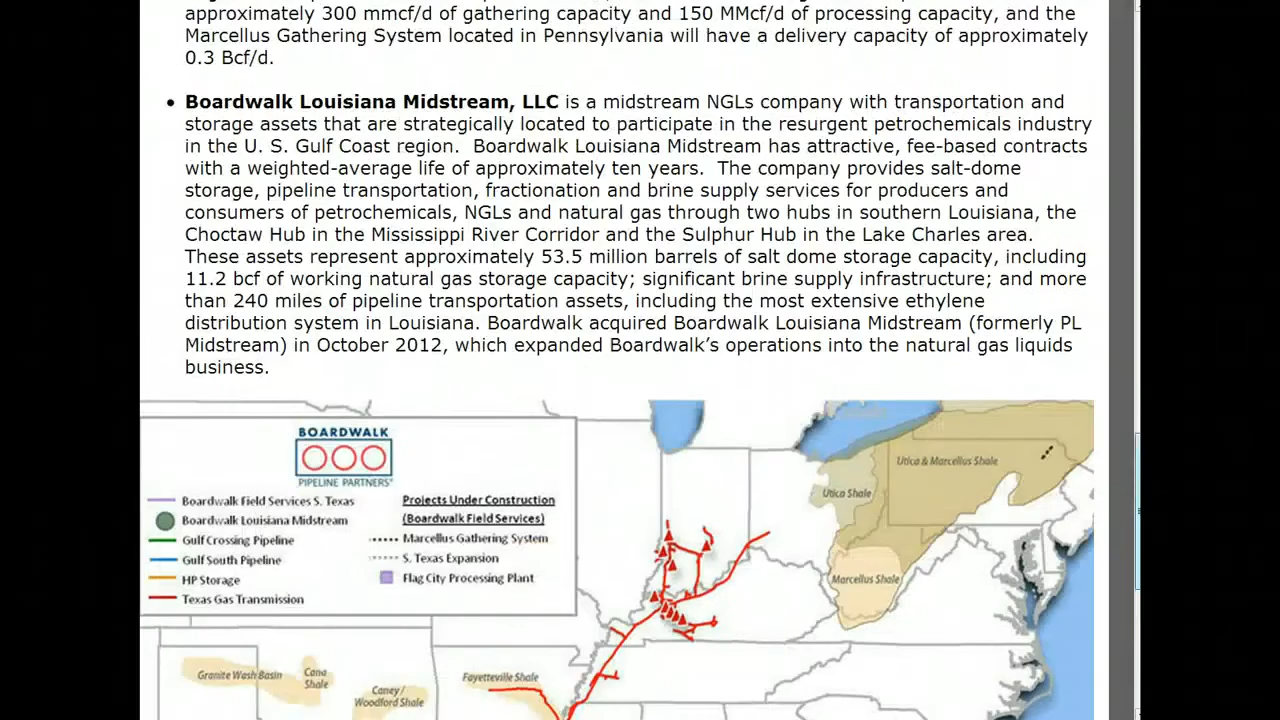 approximately 300 mmcf/d of gathering capacity and 150 MMcf/d of processing capacity, and the
Marcellus Gathering System located in Pennsylvania will have a delivery capacity of approximately
0.3 Bcf/d.
• Boardwalk Louisiana Midstream, LLC is a midstream NGLs company with transportation and
storage assets that are strategically located to participate in the resurgent petrochemicals industry
in the U. S. Gulf Coast region.  Boardwalk Louisiana Midstream has attractive, fee-based contracts
with a weighted-average life of approximately ten years.  The company provides salt-dome
storage, pipeline transportation, fractionation and brine supply services for producers and
consumers of petrochemicals, NGLs and natural gas through two hubs in southern Louisiana, the
Choctaw Hub in the Mississippi River Corridor and the Sulphur Hub in the Lake Charles area.
These assets represent approximately 53.5 million barrels of salt dome storage capacity, including
11.2 bcf of working natural gas storage capacity; significant brine supply infrastructure; and more
than 240 miles of pipeline transportation assets, including the most extensive ethylene
distribution system in Louisiana. Boardwalk acquired Boardwalk Louisiana Midstream (formerly PL
Midstream) in October 2012, which expanded Boardwalk’s operations into the natural gas liquids
business.
BOARDWALK
PIPELINE PARTNERS
Boardwalk Field Services S. Texas
Boardwalk Louisiana Midstream
Gulf Crossing Pipeline
Gulf South Pipeline
HP Storage
Texas Gas Transmission
Projects Under Construction
(Boardwalk Field Services)
Marcellus Gathering System
S. Texas Expansion
Flag City Processing Plant
Utica & Marcellus Shale
Utica Shale
Marcellus Shale
Granite Wash Basin
Cana
Shale
Caney/
Woodford Shale
Fayetteville Shale